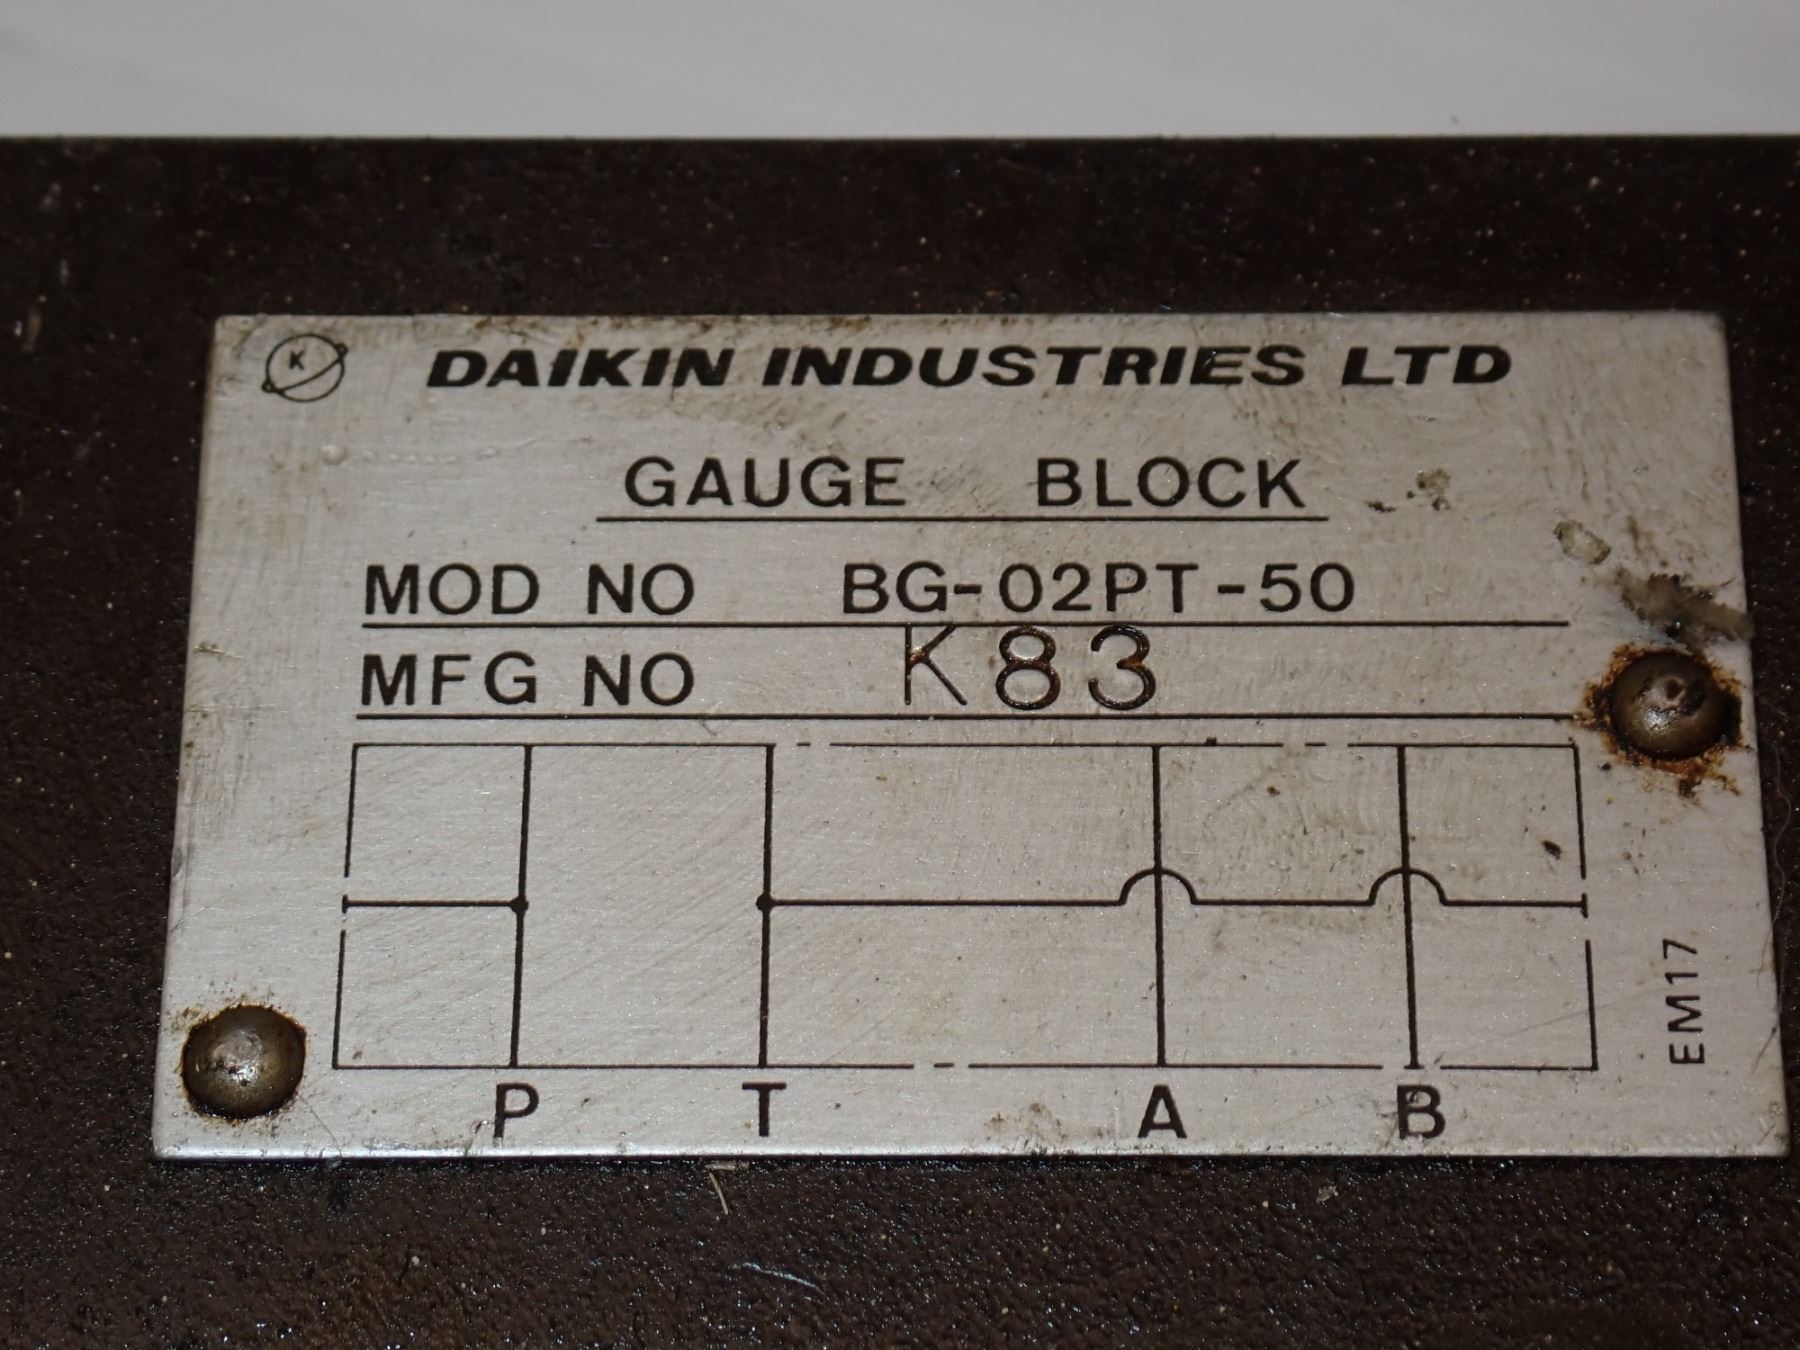 K DAIKIN INDUSTRIES LTD
GAUGE BLOCK
MOD NO BG-02PT-50
MFG NO K83
P T A B
EM17